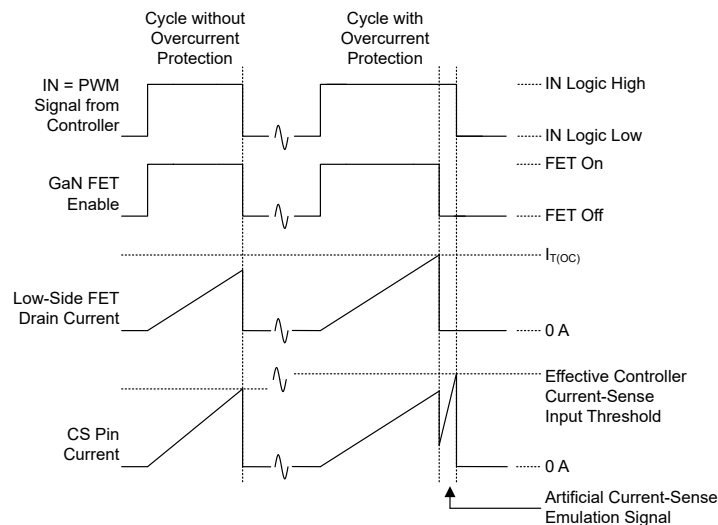 Cycle without
Overcurrent
Protection
Cycle with
Overcurrent
Protection
IN = PWM
Signal from
Controller
IN Logic High
IN Logic Low
GaN FET
Enable
FET On
FET Off
Low-Side FET
Drain Current
IT(OC)
0 A
CS Pin
Current
Effective Controller
Current-Sense
Input Threshold
0 A
Artificial Current-Sense
Emulation Signal